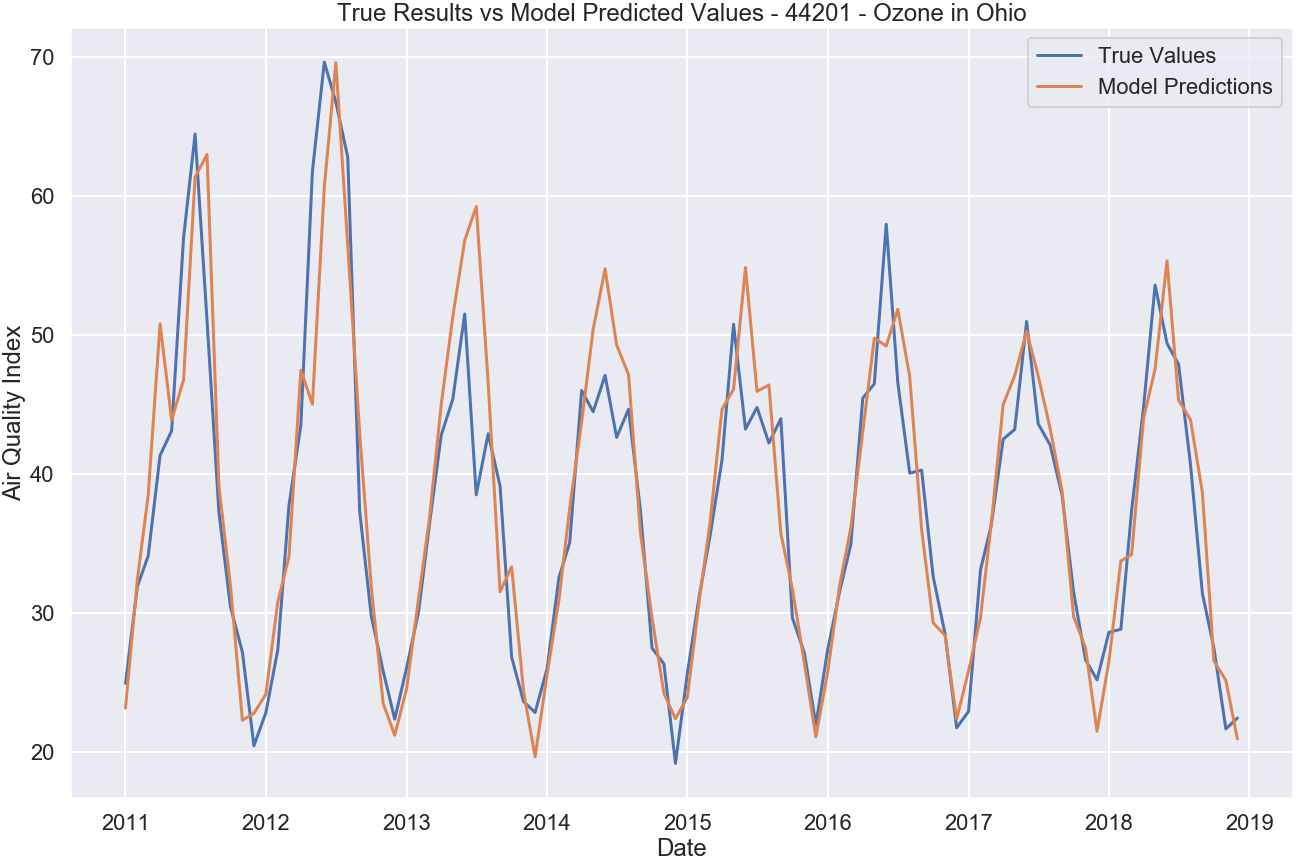 True Results vs Model Predicted Values - 44201 - Ozone in Ohio
True Values
Model Predictions
Air Quality Index
70
60
50
40
30
20
2011 2012 2013 2014 2015 2016 2017 2018 2019
Date